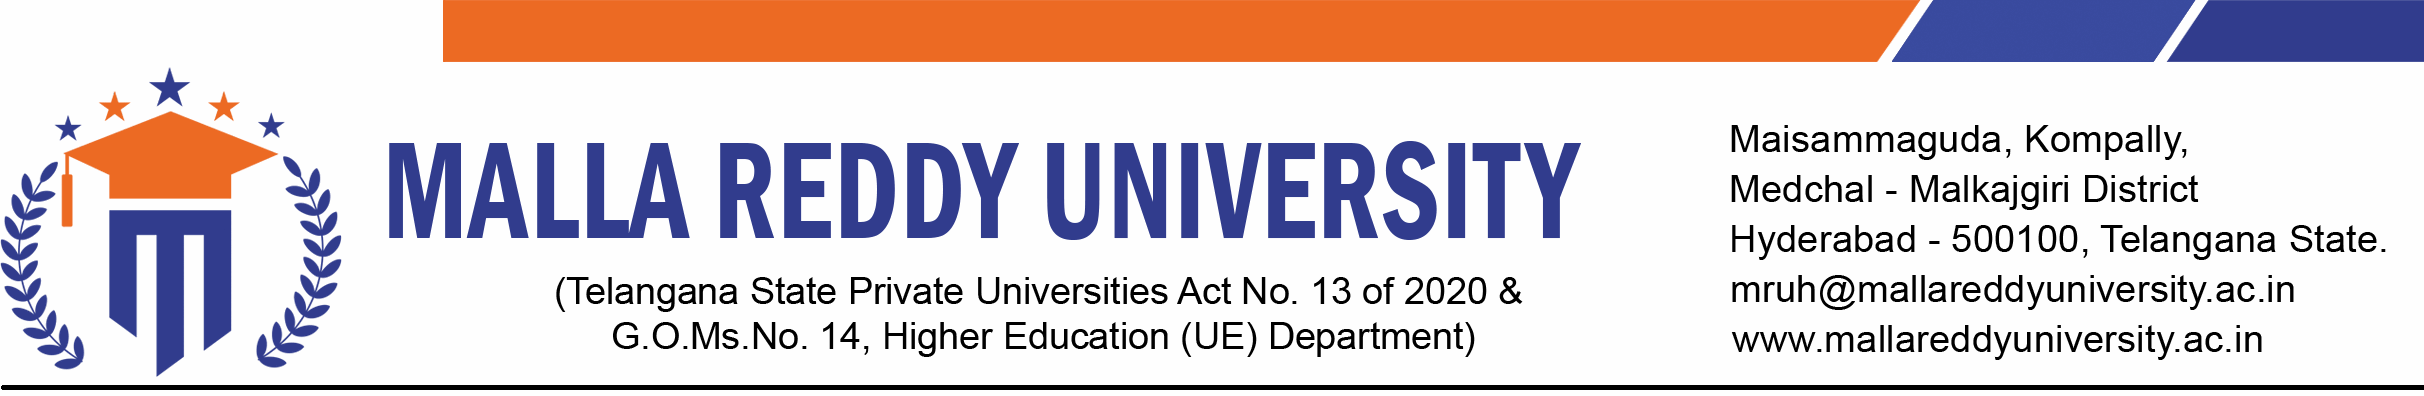 MALLA REDDY UNIVERSITY
(Telangana State Private Universities Act No. 13 of 2020 &
G.O.Ms.No. 14, Higher Education (UE) Department)
Maisammaguda, Kompally,
Medchal - Malkajgiri District
Hyderabad - 500100, Telangana State.
mruh@mallareddyuniversity.ac.in
www.mallareddyuniversity.ac.in